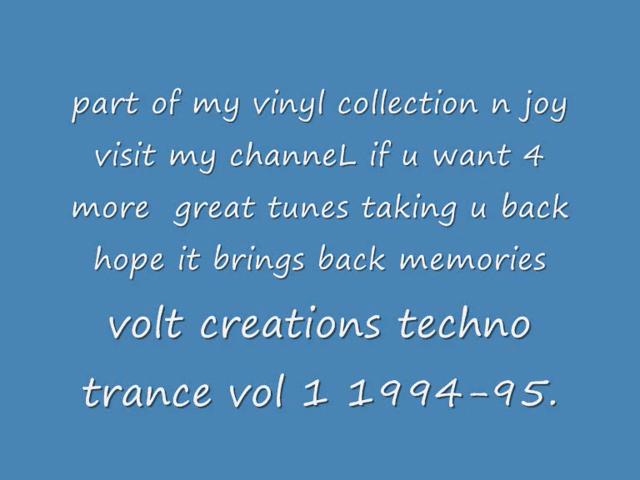 part of my vinyl collection n joy
visit my channeL if u want 4
more great tunes taking u back
hope it brings back memories
volt creations techno
trance vol 1 1994-95.